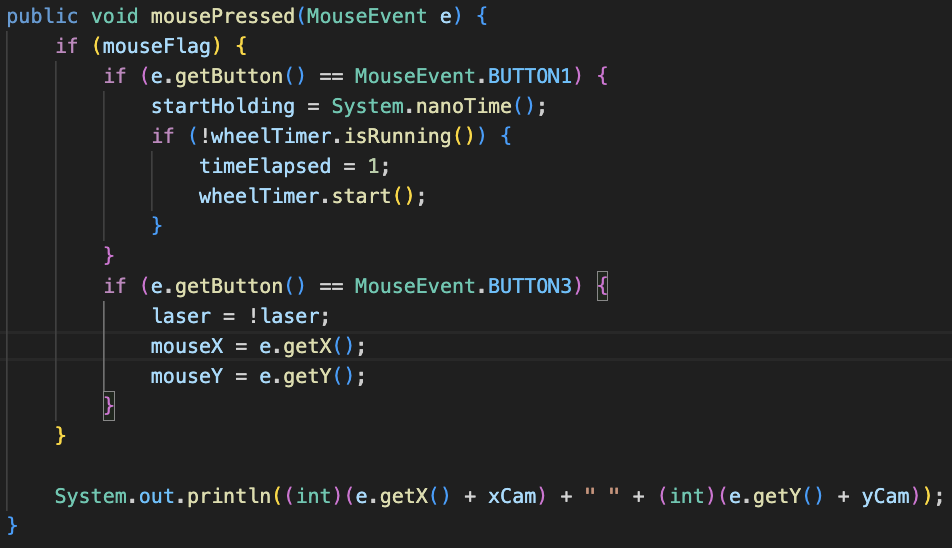 public void mousePressed(MouseEvent e) {
    if (mouseFlag) {
        if (e.getButton() == MouseEvent.BUTTON1) {
            startHolding = System.nanoTime();
            if (!wheelTimer.isRunning()) {
                timeElapsed = 1;
                wheelTimer.start();
            }
        }
        if (e.getButton() == MouseEvent.BUTTON3) {
            laser = !laser;
            mouseX = e.getX();
            mouseY = e.getY();
        }
    }

    System.out.println((int)(e.getX() + xCam) + " " + (int)(e.getY() + yCam));
}